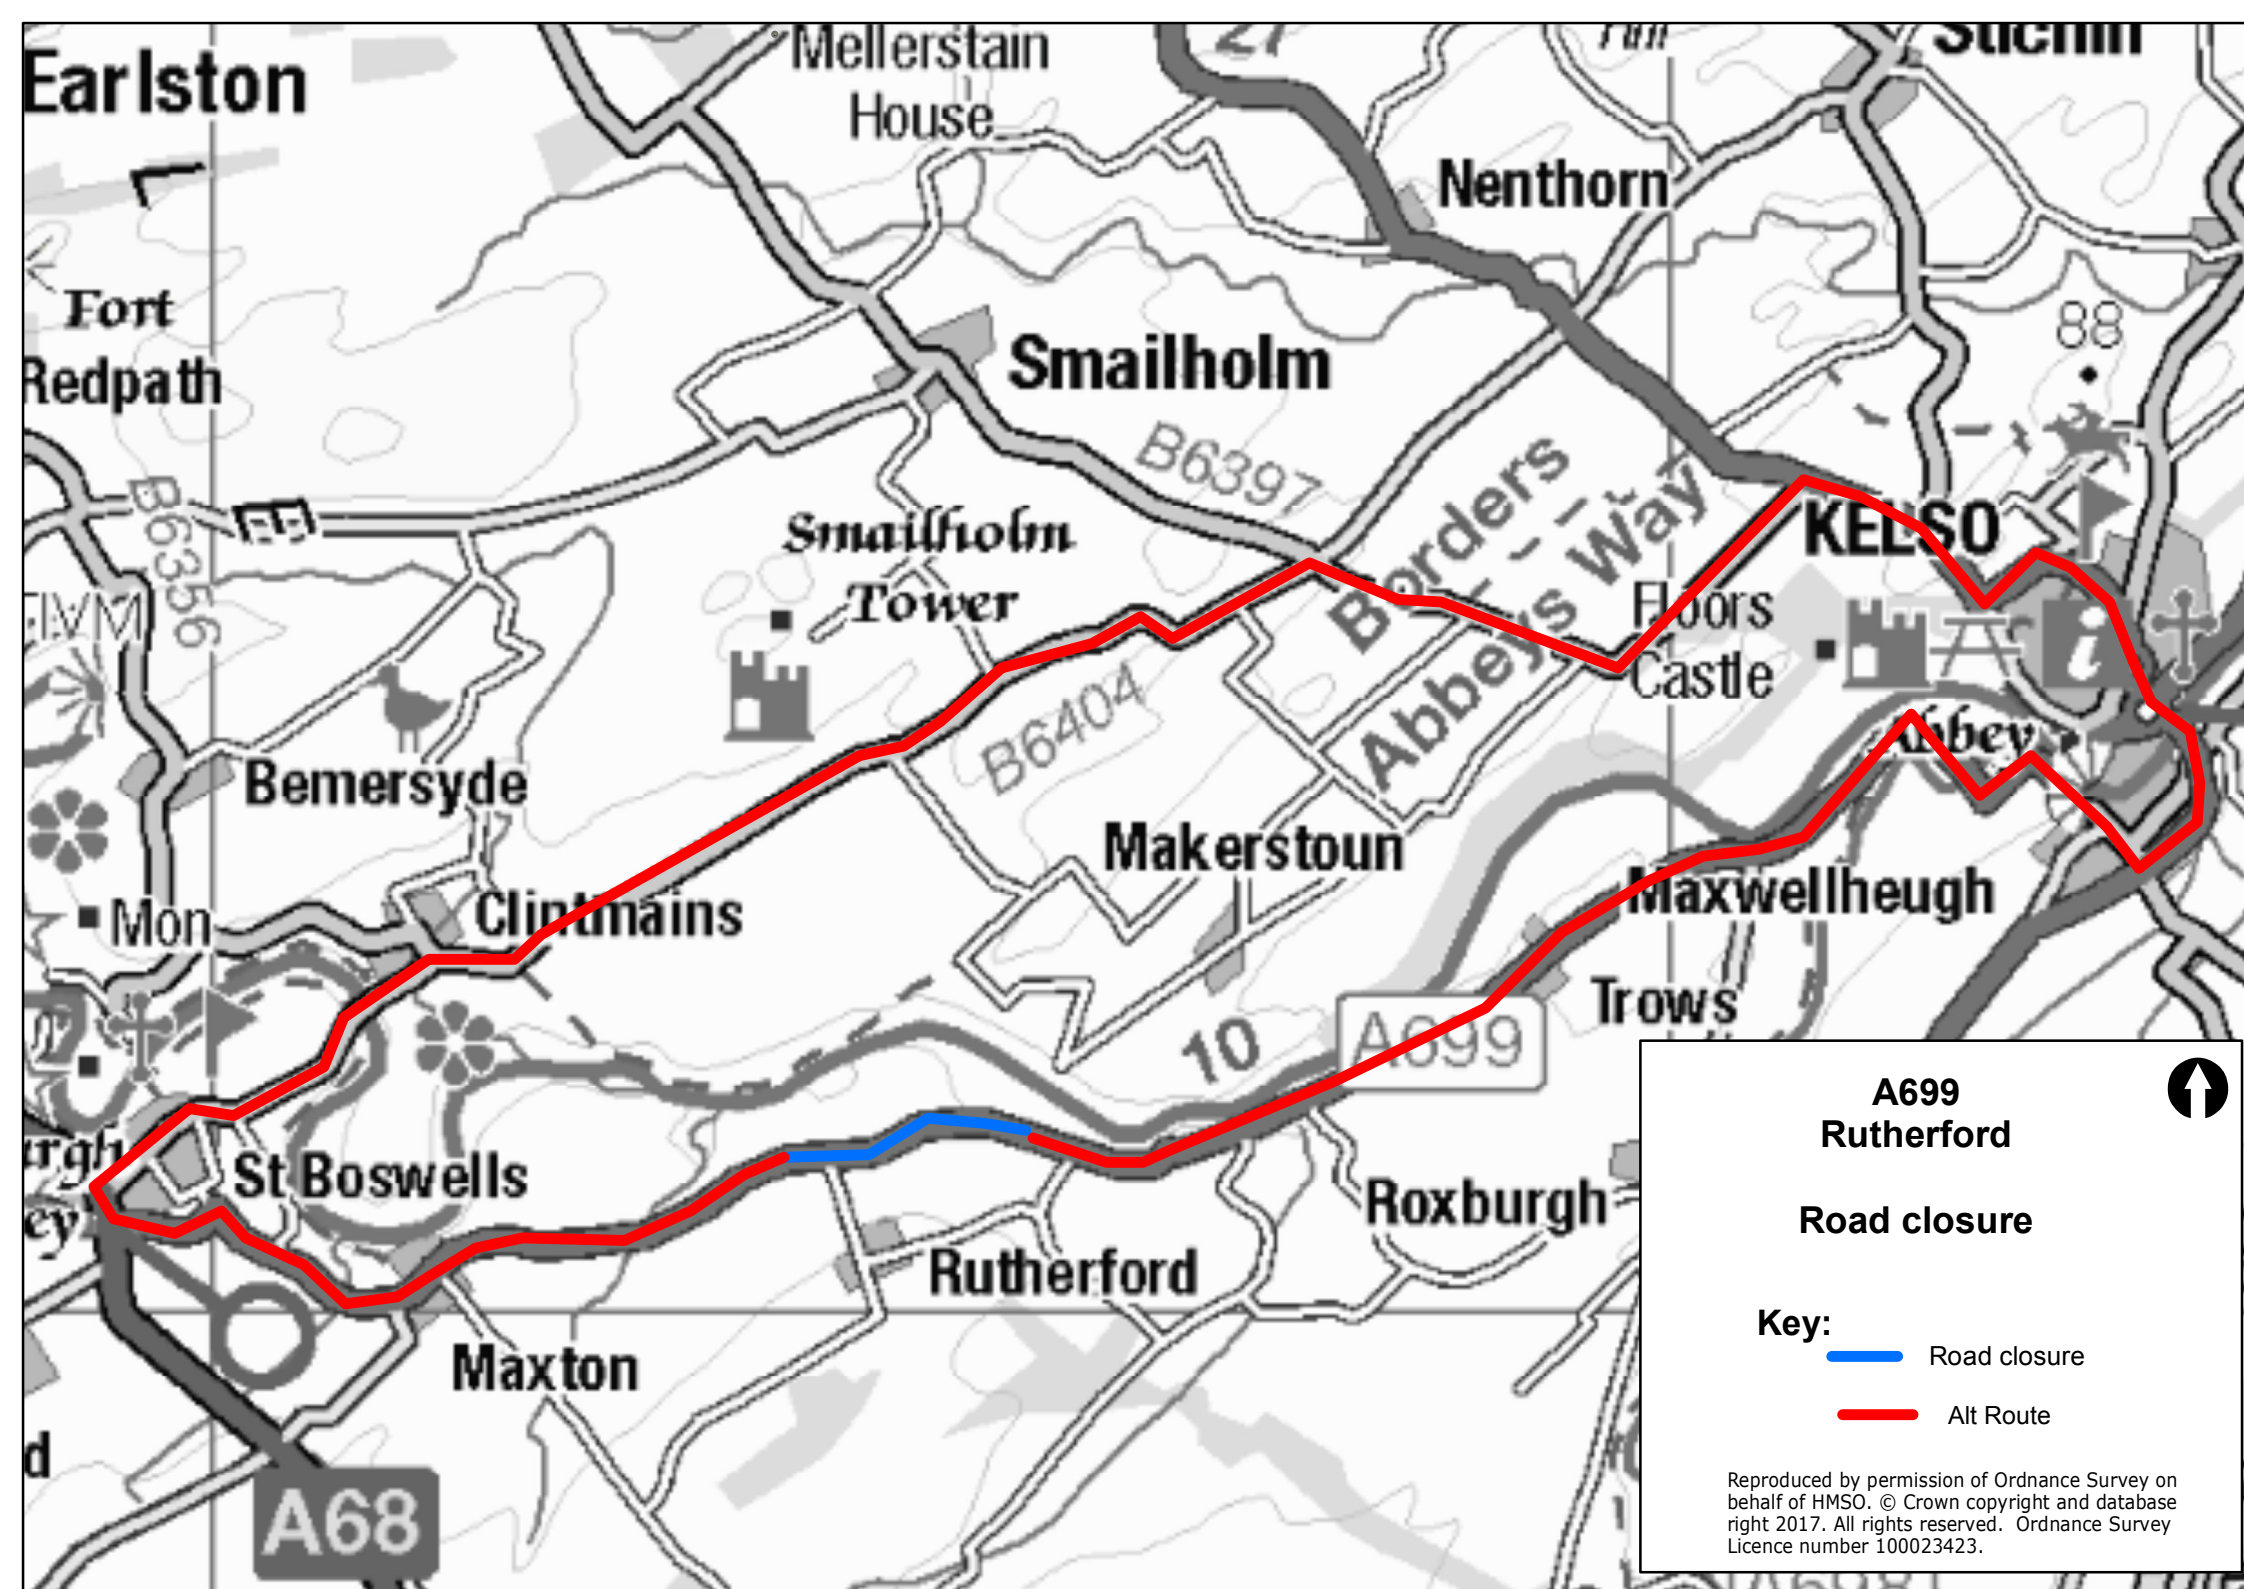 Mellerstain
House
Earlston
27
Stichill
Nenthorn
Fort
Redpath
88
Smailholm
B6397
Borders
Abbeys Way
B6356
Smailholm
Tower
KELSO
Floors
Castle
B6404
Abbey
Bemersyde
Makerstoun
Maxwellheugh
Clintmains
Mon
Trows
10
A699
St Boswells
Roxburgh
Rutherford
Maxton
A68
A699
Rutherford
Road closure
Key:
Road closure
Alt Route
Reproduced by permission of Ordnance Survey on
behalf of HMSO. © Crown copyright and database
right 2017. All rights reserved. Ordnance Survey
Licence number 100023423.